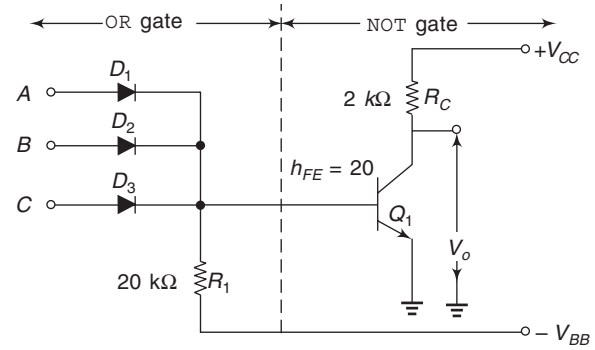 OR gate NOT gate
+V_CC
D_1
A
2 kΩ R_C
D_2
B
h_FE = 20
D_3
C
Q_1
V_o
20 kΩ R_1
– V_BB